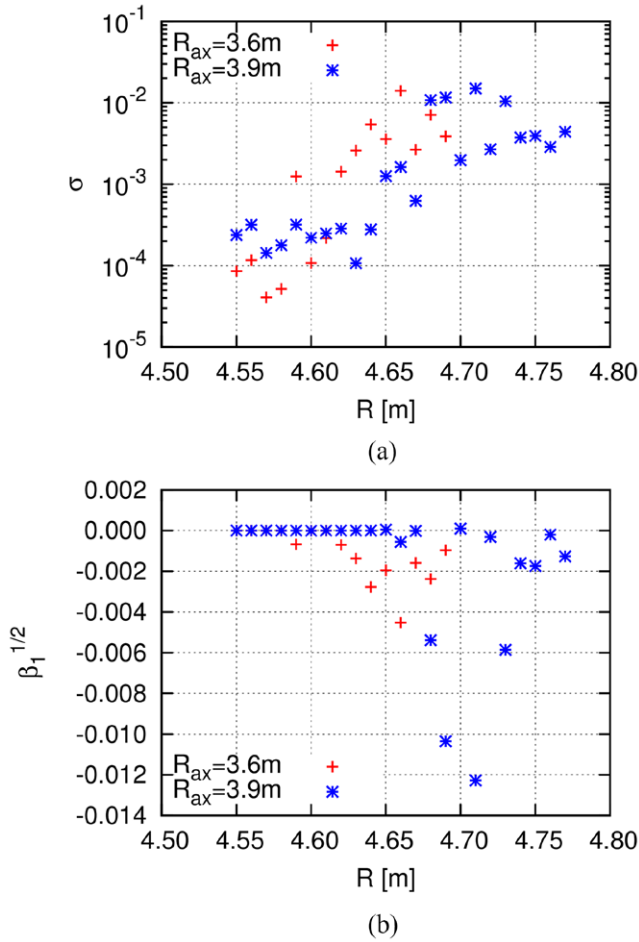 10⁻¹
R_ax=3.6m
R_ax=3.9m
10⁻²
10⁻³
σ
10⁻⁴
10⁻⁵
4.50 4.55 4.60 4.65 4.70 4.75 4.80
R [m]
(a)
0.002
0.000
-0.002
-0.004
-0.006
β₁^1/2
-0.008
-0.010
R_ax=3.6m
-0.012
R_ax=3.9m
-0.014
4.50 4.55 4.60 4.65 4.70 4.75 4.80
R [m]
(b)